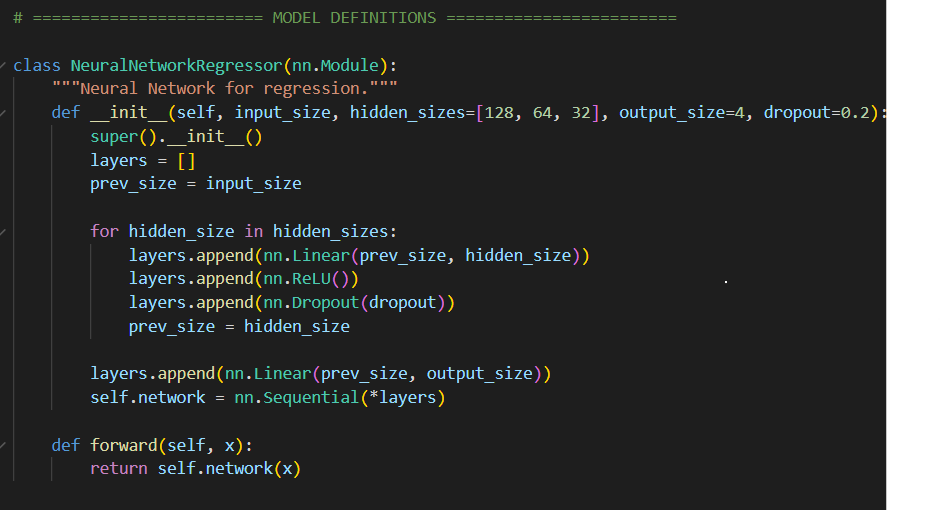 # ======================== MODEL DEFINITIONS ========================
class NeuralNetworkRegressor(nn.Module):
    """Neural Network for regression."""
    def __init__(self, input_size, hidden_sizes=[128, 64, 32], output_size=4, dropout=0.2):
        super().__init__()
        layers = []
        prev_size = input_size
        for hidden_size in hidden_sizes:
            layers.append(nn.Linear(prev_size, hidden_size))
            layers.append(nn.ReLU())
            layers.append(nn.Dropout(dropout))
            prev_size = hidden_size
        layers.append(nn.Linear(prev_size, output_size))
        self.network = nn.Sequential(*layers)
    def forward(self, x):
        return self.network(x)